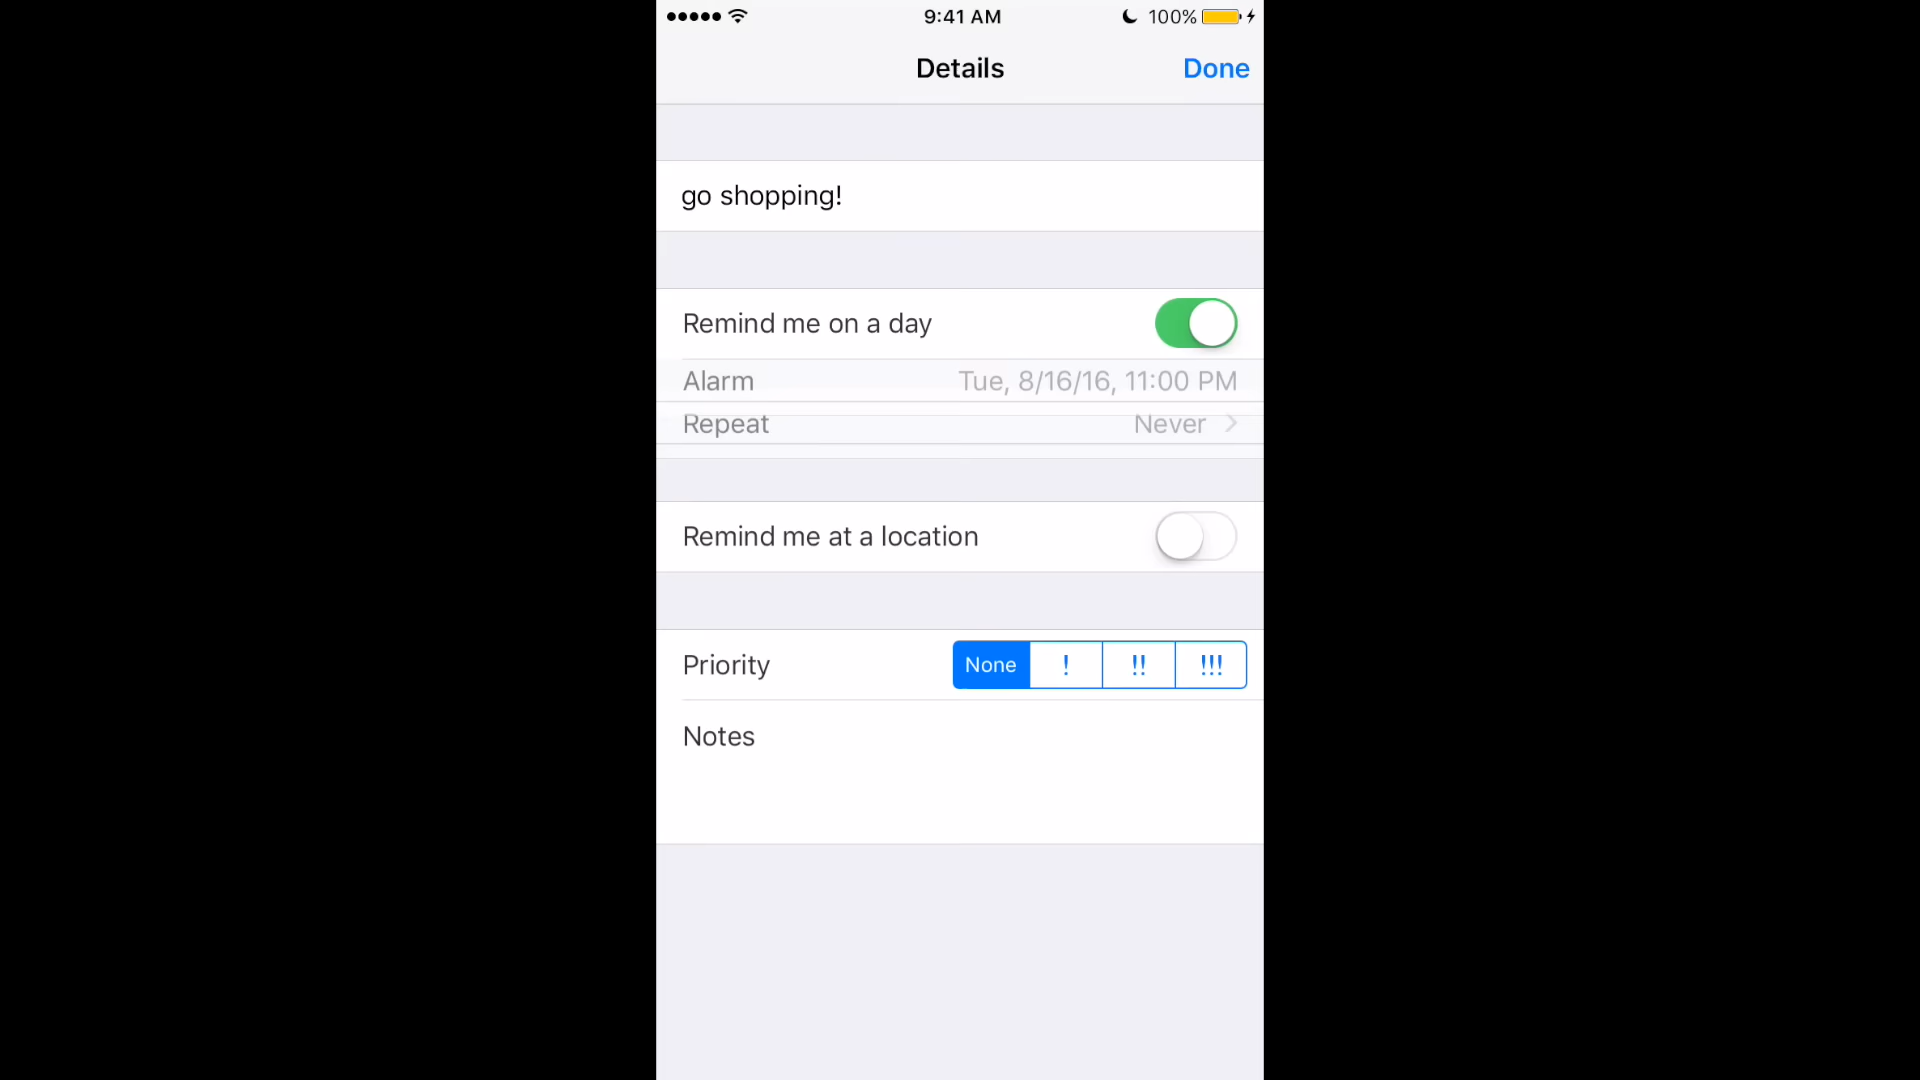 9:41 AM 100%
Details Done
go shopping!
Remind me on a day
Alarm Tue, 8/16/16, 11:00 PM
Repeat Never
Remind me at a location
Priority None ! !! !!!
Notes